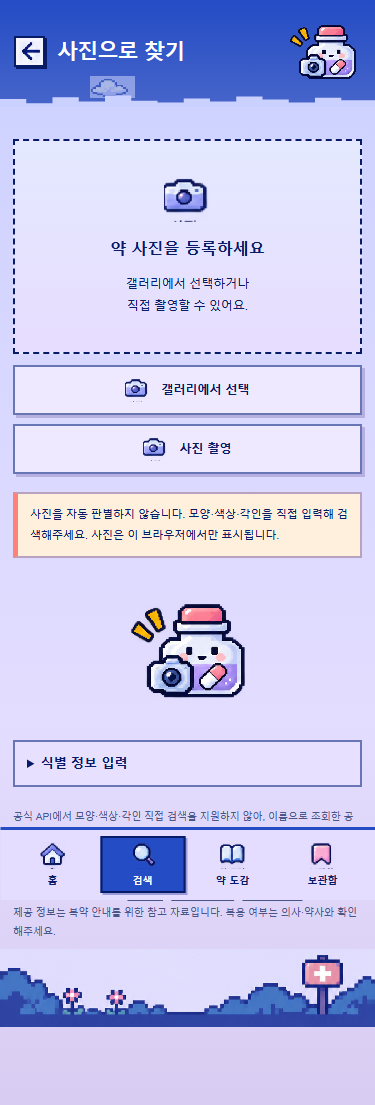 사진으로 찾기
약 사진을 등록하세요
갤러리에서 선택하거나
직접 촬영할 수 있어요.
갤러리에서 선택
사진 촬영
사진을 자동 판별하지 않습니다. 모양·색상·각인을 직접 입력해 검
색해주세요. 사진은 이 브라우저에서만 표시됩니다.
▶ 식별 정보 입력
공식 API에서 모양·색상·각인 직접 검색을 지원하지 않아, 이름으로 조회한 공
홈
검색
약 도감
보관함
제공 정보는 복약 안내를 위한 참고 자료입니다. 복용 여부는 의사·약사와 확인
해주세요.